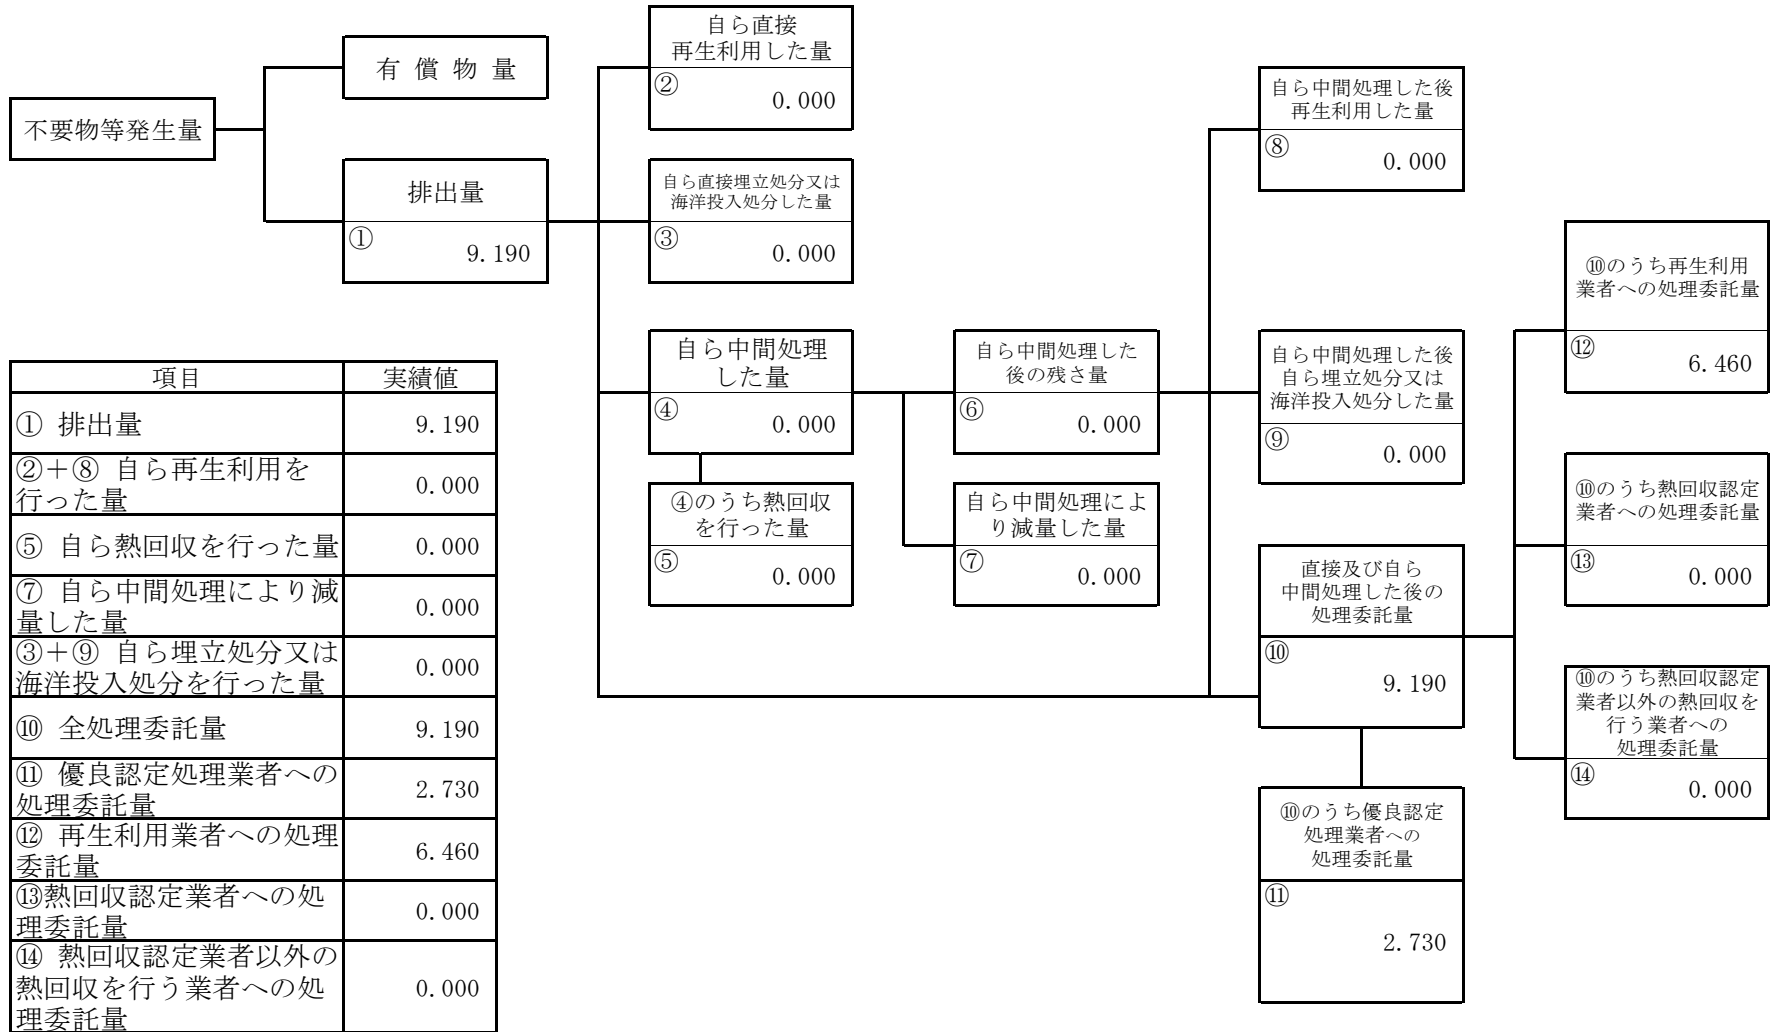 不要物等発生量
有 償 物 量
排出量
①
9.190
自ら直接
再生利用した量
②
0.000
自ら直接埋立処分又は
海洋投入処分した量
③
0.000
自ら中間処理
した量
④
0.000
④のうち熱回収
を行った量
⑤
0.000
自ら中間処理した
後の残さ量
⑥
0.000
自ら中間処理によ
り減量した量
⑦
0.000
自ら中間処理した後
再生利用した量
⑧
0.000
自ら中間処理した後
自ら埋立処分又は
海洋投入処分した量
⑨
0.000
直接及び自ら
中間処理した後の
処理委託量
⑩
9.190
⑩のうち優良認定
処理業者への
処理委託量
⑪
2.730
⑩のうち再生利用
業者への処理委託量
⑫
6.460
⑩のうち熱回収認定
業者への処理委託量
⑬
0.000
⑩のうち熱回収認定
業者以外の熱回収を
行う業者への
処理委託量
⑭
0.000
項目 実績値
① 排出量 9.190
②+⑧ 自ら再生利用を
行った量 0.000
⑤ 自ら熱回収を行った量 0.000
⑦ 自ら中間処理により減
量した量 0.000
③+⑨ 自ら埋立処分又は
海洋投入処分を行った量 0.000
⑩ 全処理委託量 9.190
⑪ 優良認定処理業者への
処理委託量 2.730
⑫ 再生利用業者への処理
委託量 6.460
⑬熱回収認定業者への処
理委託量 0.000
⑭ 熱回収認定業者以外の
熱回収を行う業者への処
理委託量 0.000